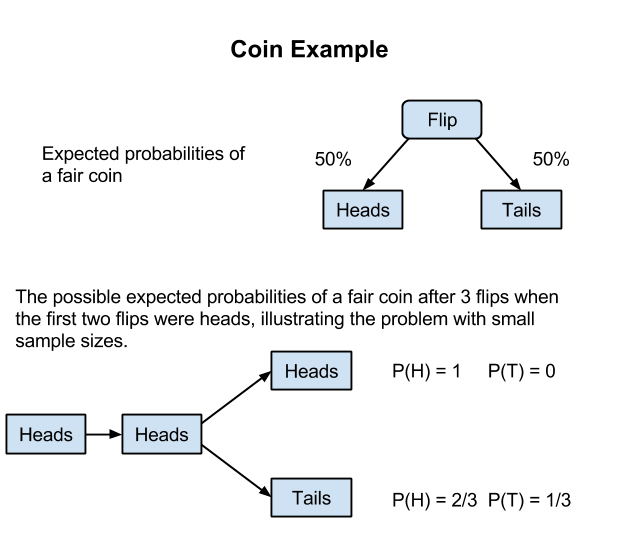 Coin Example
Flip
Expected probabilities of
a fair coin
50%
50%
Heads
Tails
The possible expected probabilities of a fair coin after 3 flips when
the first two flips were heads, illustrating the problem with small
sample sizes.
Heads
P(H) = 1 P(T) = 0
Heads
Heads
Tails
P(H) = 2/3 P(T) = 1/3